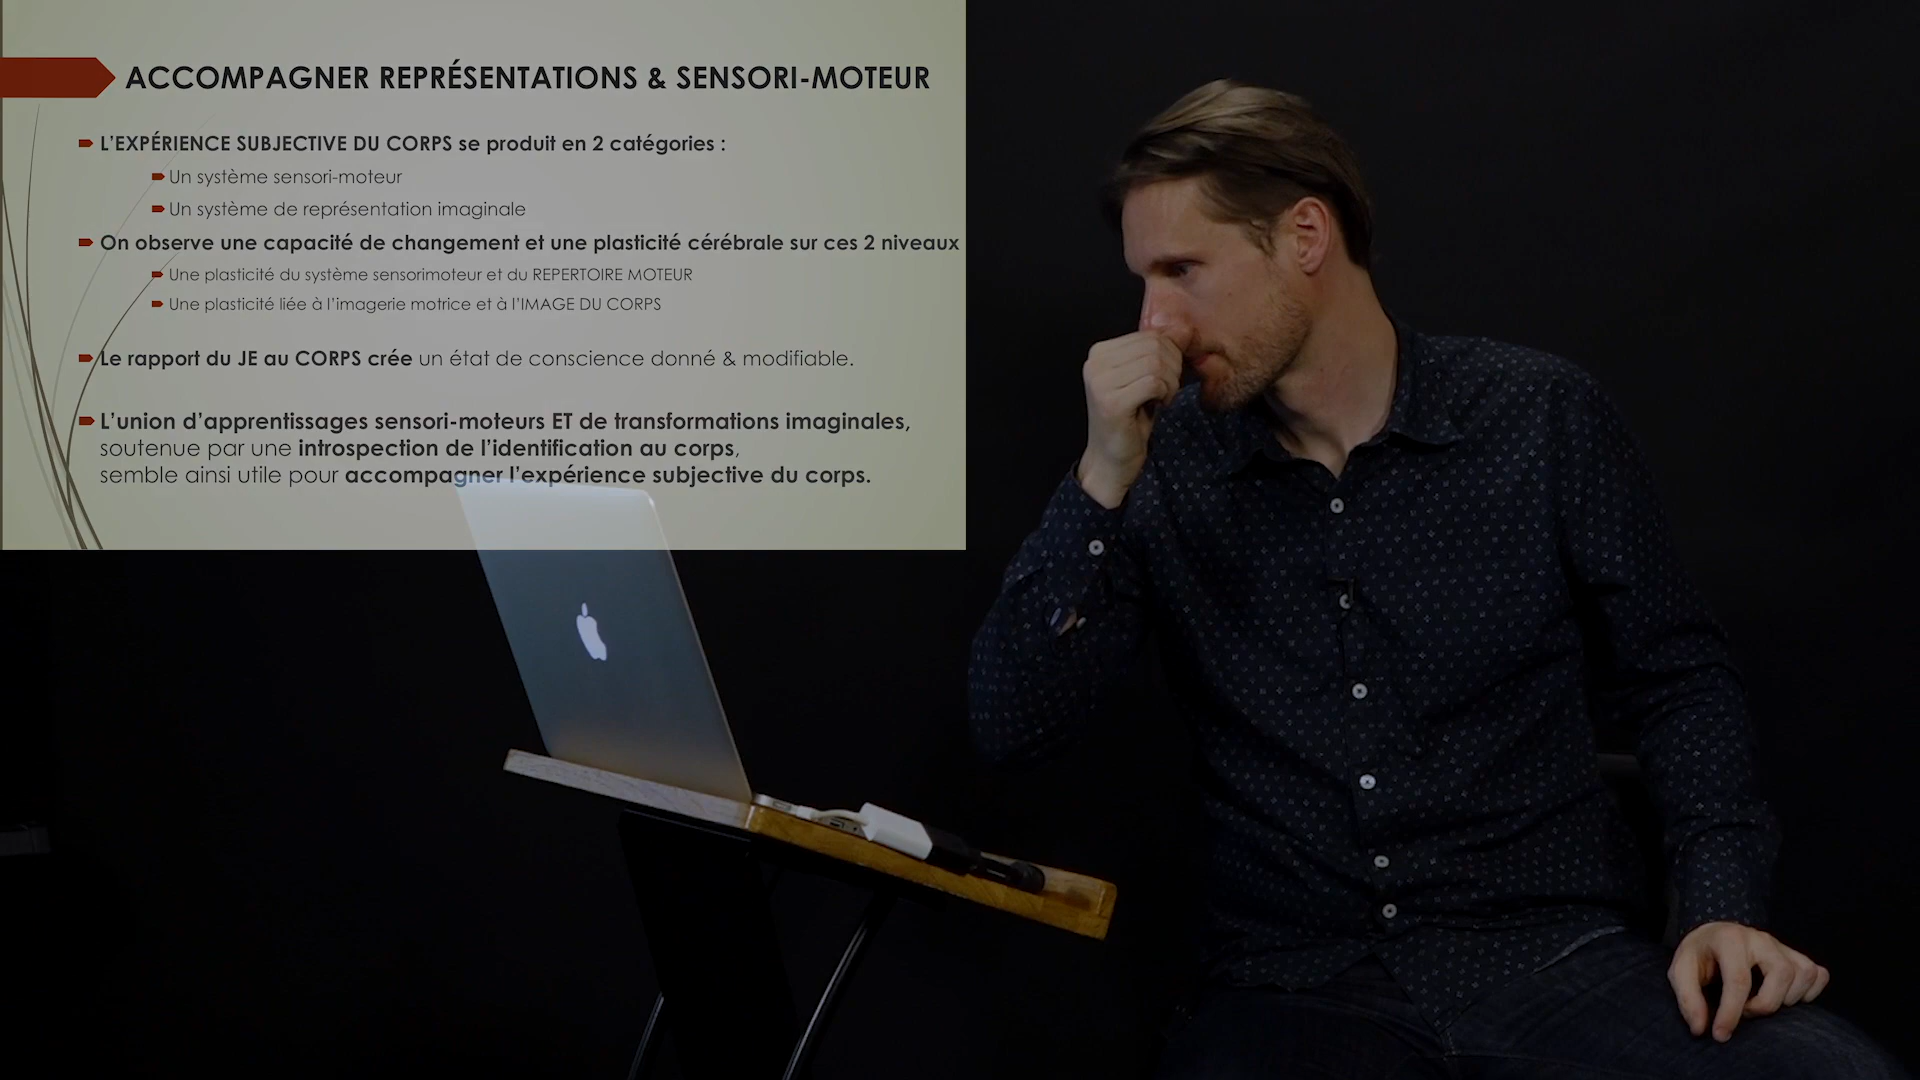 ACCOMPAGNER REPRÉSENTATIONS & SENSORI-MOTEUR
L'EXPÉRIENCE SUBJECTIVE DU CORPS se produit en 2 catégories :
Un système sensori-moteur
Un système de représentation imaginale
On observe une capacité de changement et une plasticité cérébrale sur ces 2 niveaux
Une plasticité du système sensorimoteur et du REPERTOIRE MOTEUR
Une plasticité liée à l'imagerie motrice et à l'IMAGE DU CORPS
Le rapport du JE au CORPS crée un état de conscience donné & modifiable.
L'union d'apprentissages sensori-moteurs ET de transformations imaginales,
soutenue par une introspection de l'identification au corps,
semble ainsi utile pour accompagner l'expérience subjective du corps.